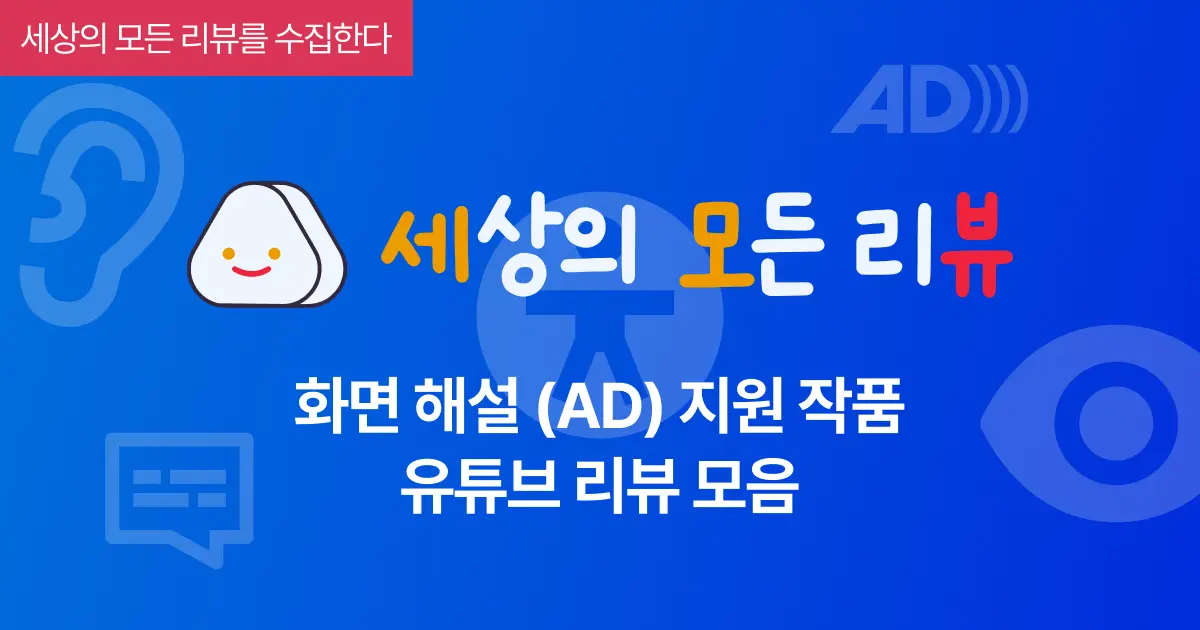 세상의 모든 리뷰를 수집한다
AD
세상의 모든 리뷰
화면 해설 (AD) 지원 작품
유튜브 리뷰 모음